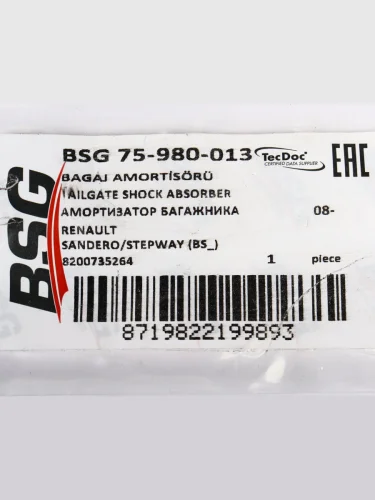 BSG
BSG 75-980-013 TecDoc CERTIFIED DATA SUPPLIER EAC
BAGAJ AMORTİSÖRÜ
TAILGATE SHOCK ABSORBER
АМОРТИЗАТОР БАГАЖНИКА 08-
RENAULT
SANDERO/STEPWAY (BS_)
8200735264 1 piece
8719822199893